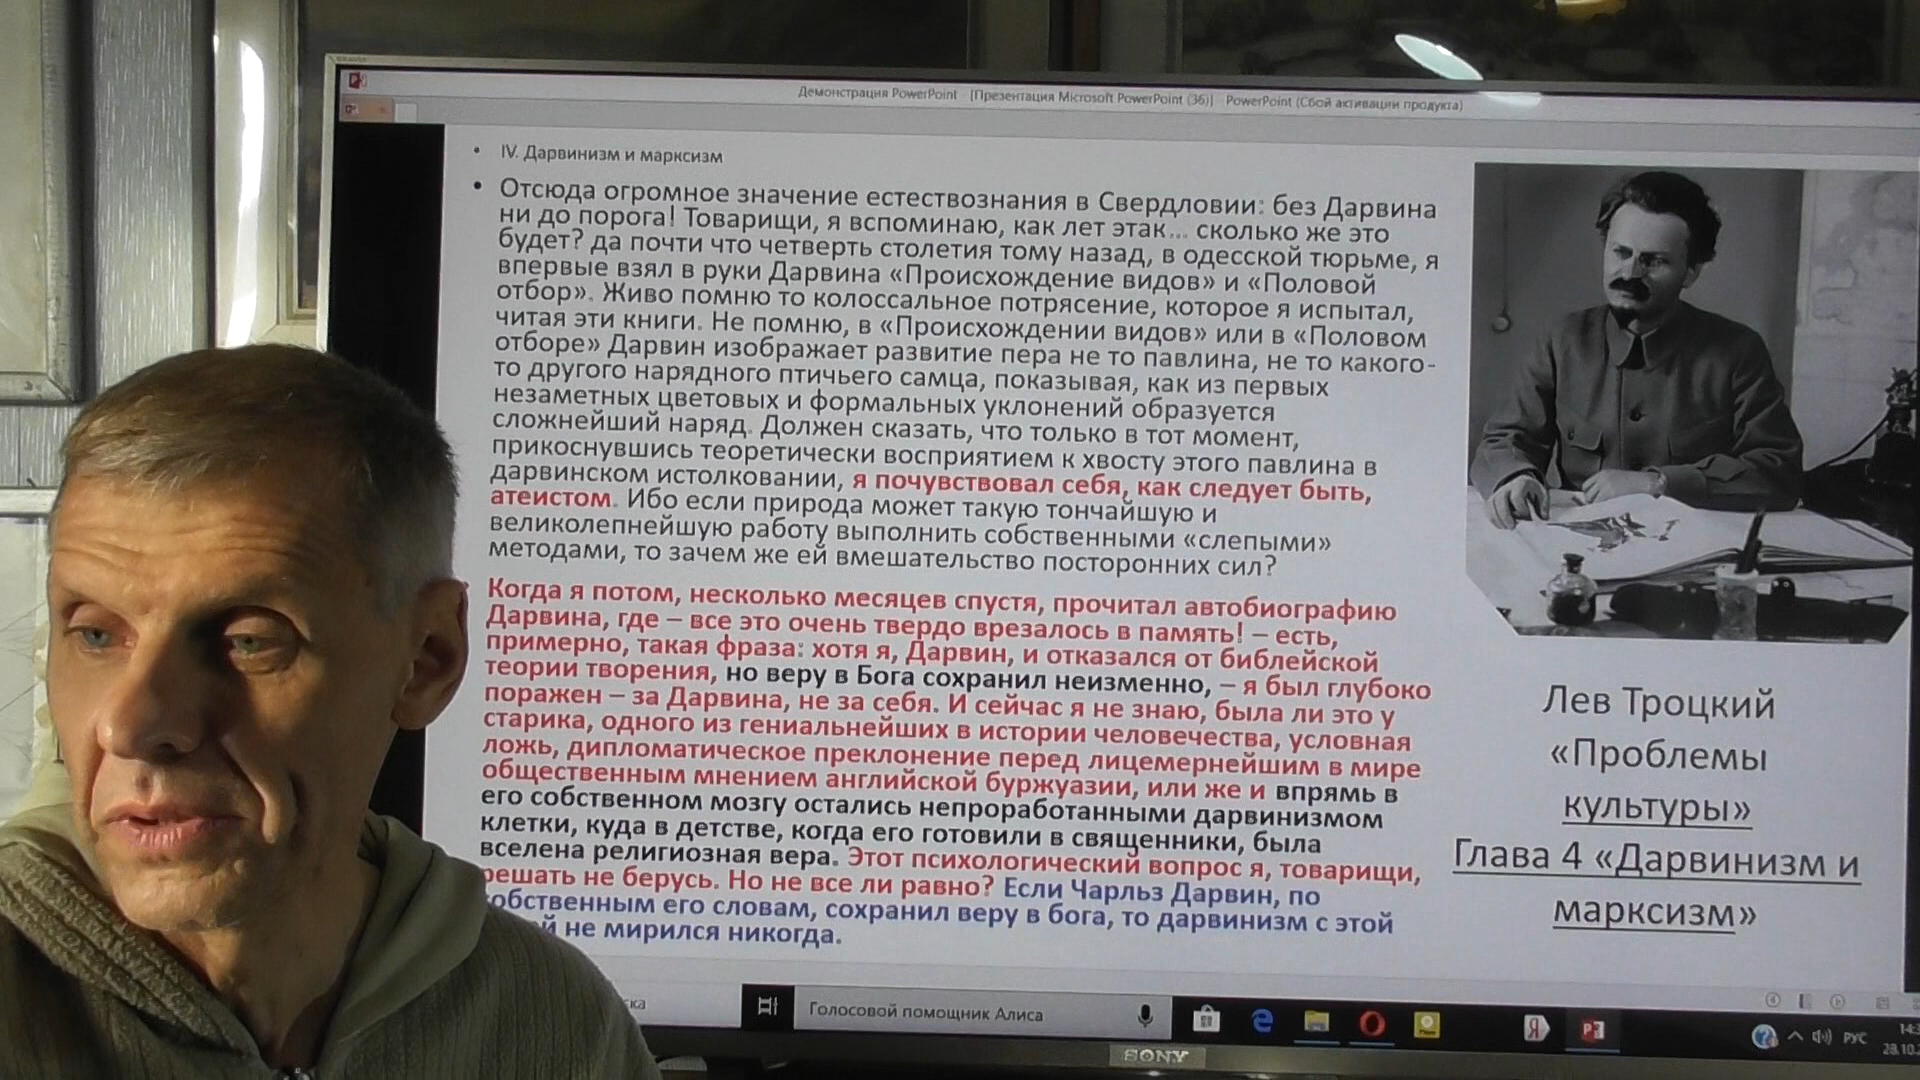 Демонстрация PowerPoint - [Презентация Microsoft PowerPoint (36)] - PowerPoint (Сбой активации продукта)
• IV. Дарвинизм и марксизм
• Отсюда огромное значение естествознания в Свердловии: без Дарвина
ни до порога! Товарищи, я вспоминаю, как лет этак... сколько же это
будет? да почти что четверть столетия тому назад, в одесской тюрьме, я
впервые взял в руки Дарвина «Происхождение видов» и «Половой
отбор». Живо помню то колоссальное потрясение, которое я испытал,
читая эти книги. Не помню, в «Происхождении видов» или в «Половом
отборе» Дарвин изображает развитие пера не то павлина, не то какого-
то другого нарядного птичьего самца, показывая, как из первых
незаметных цветовых и формальных уклонений образуется
сложнейший наряд. Должен сказать, что только в тот момент,
прикоснувшись теоретически восприятием к хвосту этого павлина в
дарвинском истолковании, я почувствовал себя, как следует быть,
атеистом. Ибо если природа может такую тончайшую и
великолепнейшую работу выполнить собственными «слепыми»
методами, то зачем же ей вмешательство посторонних сил?
Когда я потом, несколько месяцев спустя, прочитал автобиографию
Дарвина, где – все это очень твердо врезалось в память! – есть,
примерно, такая фраза: хотя я, Дарвин, и отказался от библейской
теории творения, но веру в Бога сохранил неизменно, – я был глубоко
поражен – за Дарвина, не за себя. И сейчас я не знаю, была ли это у
старика, одного из гениальнейших в истории человечества, условная
ложь, дипломатическое преклонение перед лицемернейшим в мире
общественным мнением английской буржуазии, или же и впрямь в
его собственном мозгу остались непроработанными дарвинизмом
клетки, куда в детстве, когда его готовили в священники, была
вселена религиозная вера. Этот психологический вопрос я, товарищи,
решать не берусь. Но не все ли равно? Если Чарльз Дарвин, по
собственным его словам, сохранил веру в бога, то дарвинизм с этой
не мирился никогда.
Лев Троцкий
«Проблемы
культуры»
Глава 4 «Дарвинизм и
марксизм»
Голосовой помощник Алиса
РУС
SONY